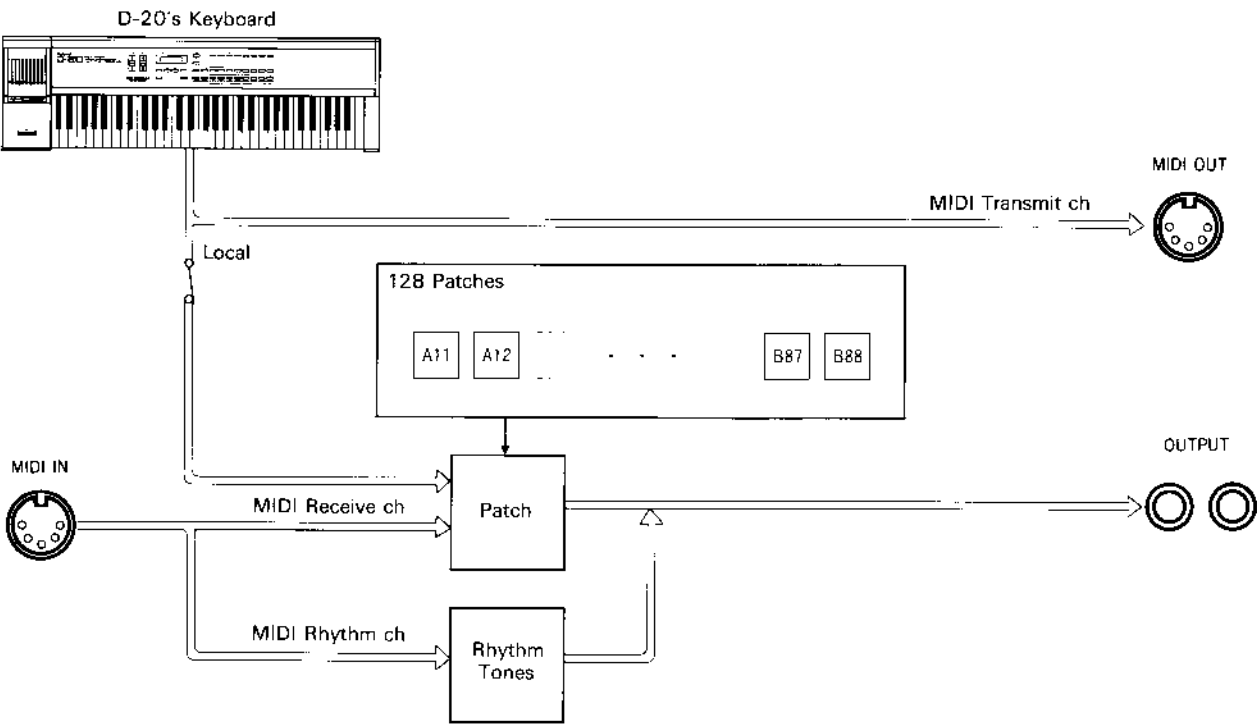 D-20's Keyboard
MIDI OUT
MIDI Transmit ch
Local
128 Patches
A11 A12 . . . B87 B88
OUTPUT
MIDI IN
MIDI Receive ch
Patch
MIDI Rhythm ch
Rhythm
Tones